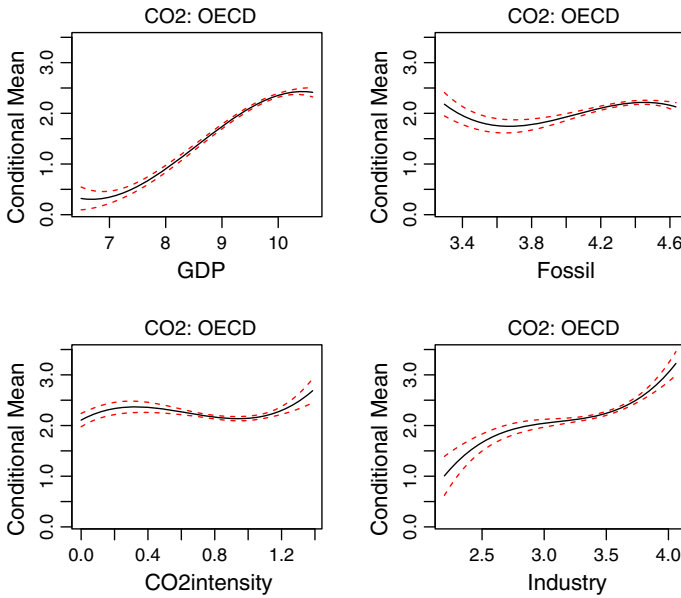 CO2: OECD
Conditional Mean
0.0 1.0 2.0 3.0
7 8 9 10
GDP
CO2: OECD
Conditional Mean
0.0 1.0 2.0 3.0
3.4 3.8 4.2 4.6
Fossil
CO2: OECD
Conditional Mean
0.0 1.0 2.0 3.0
0.0 0.4 0.8 1.2
CO2intensity
CO2: OECD
Conditional Mean
0.0 1.0 2.0 3.0
2.5 3.0 3.5 4.0
Industry